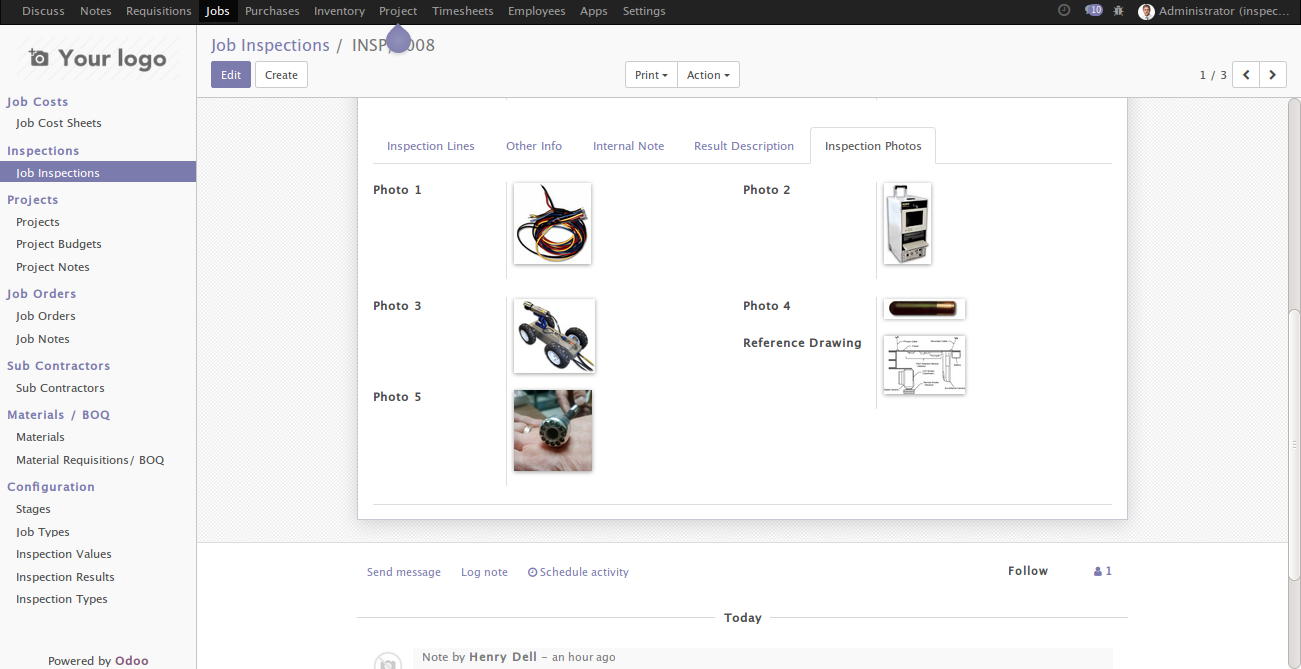 Discuss Notes Requisitions Jobs Purchases Inventory Project Timesheets Employees Apps Settings 10 Administrator (inspec...
Your logo
Job Inspections / INSP 008
Edit Create Print Action 1 / 3
Job Costs
Job Cost Sheets
Inspections
Job Inspections
Projects
Projects
Project Budgets
Project Notes
Job Orders
Job Orders
Job Notes
Sub Contractors
Sub Contractors
Materials / BOQ
Materials
Material Requisitions/ BOQ
Configuration
Stages
Job Types
Inspection Values
Inspection Results
Inspection Types
Powered by Odoo
Inspection Lines Other Info Internal Note Result Description Inspection Photos
Photo 1 Photo 2
Photo 3 Photo 4
Reference Drawing
Photo 5
Send message Log note Schedule activity Follow 1
Today
Note by Henry Dell – an hour ago